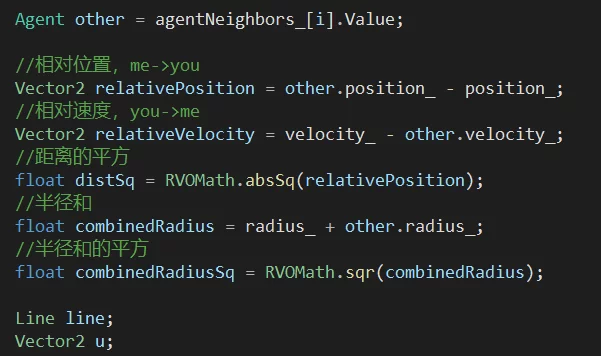 Agent other = agentNeighbors_[i].Value;
//相对位置，me->you
Vector2 relativePosition = other.position_ - position_;
//相对速度，you->me
Vector2 relativeVelocity = velocity_ - other.velocity_;
//距离的平方
float distSq = RVOMath.absSq(relativePosition);
//半径和
float combinedRadius = radius_ + other.radius_;
//半径和的平方
float combinedRadiusSq = RVOMath.sqr(combinedRadius);
Line line;
Vector2 u;